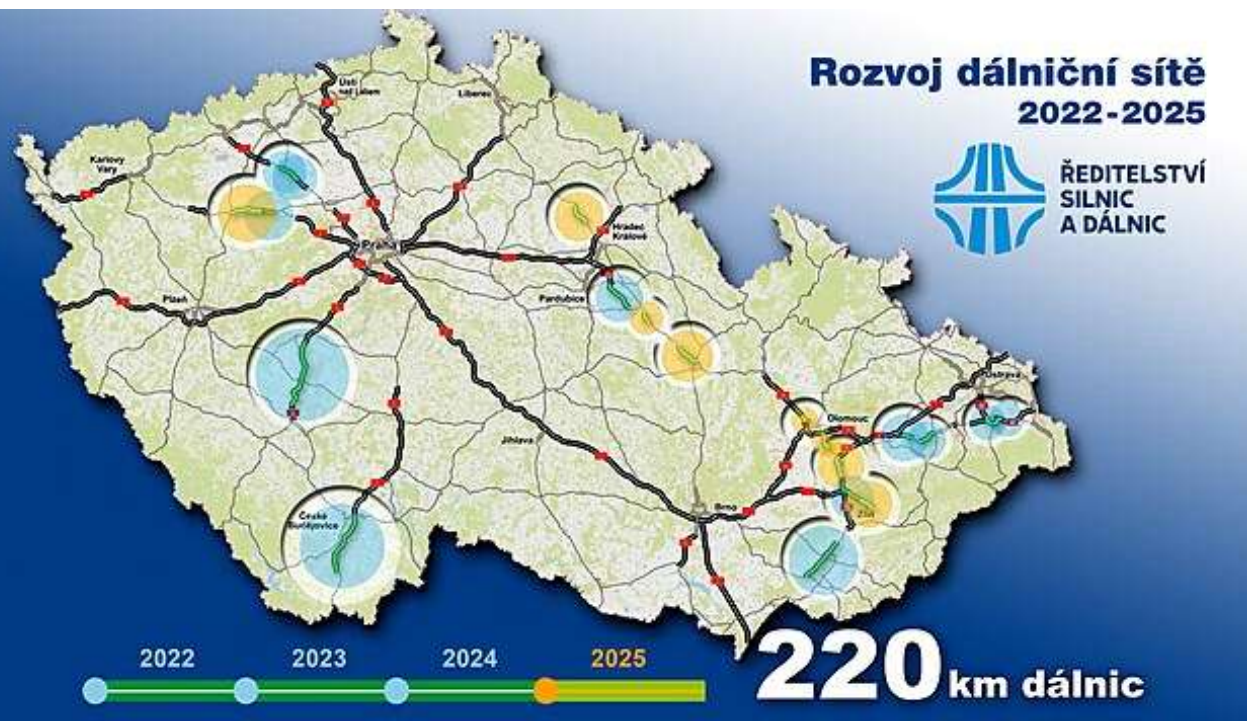 Rozvoj dálniční sítě
2022-2025
ŘEDITELSTVÍ
SILNIC
A DÁLNIC
Ústí
nad Labem
Liberec
Karlovy
Vary
Praha
Hradec
Králové
Plzeň
Pardubice
Ostrava
Olomouc
Jihlava
Brno
České
Budějovice
Zlín
2022
2023
2024
2025
220 km dálnic